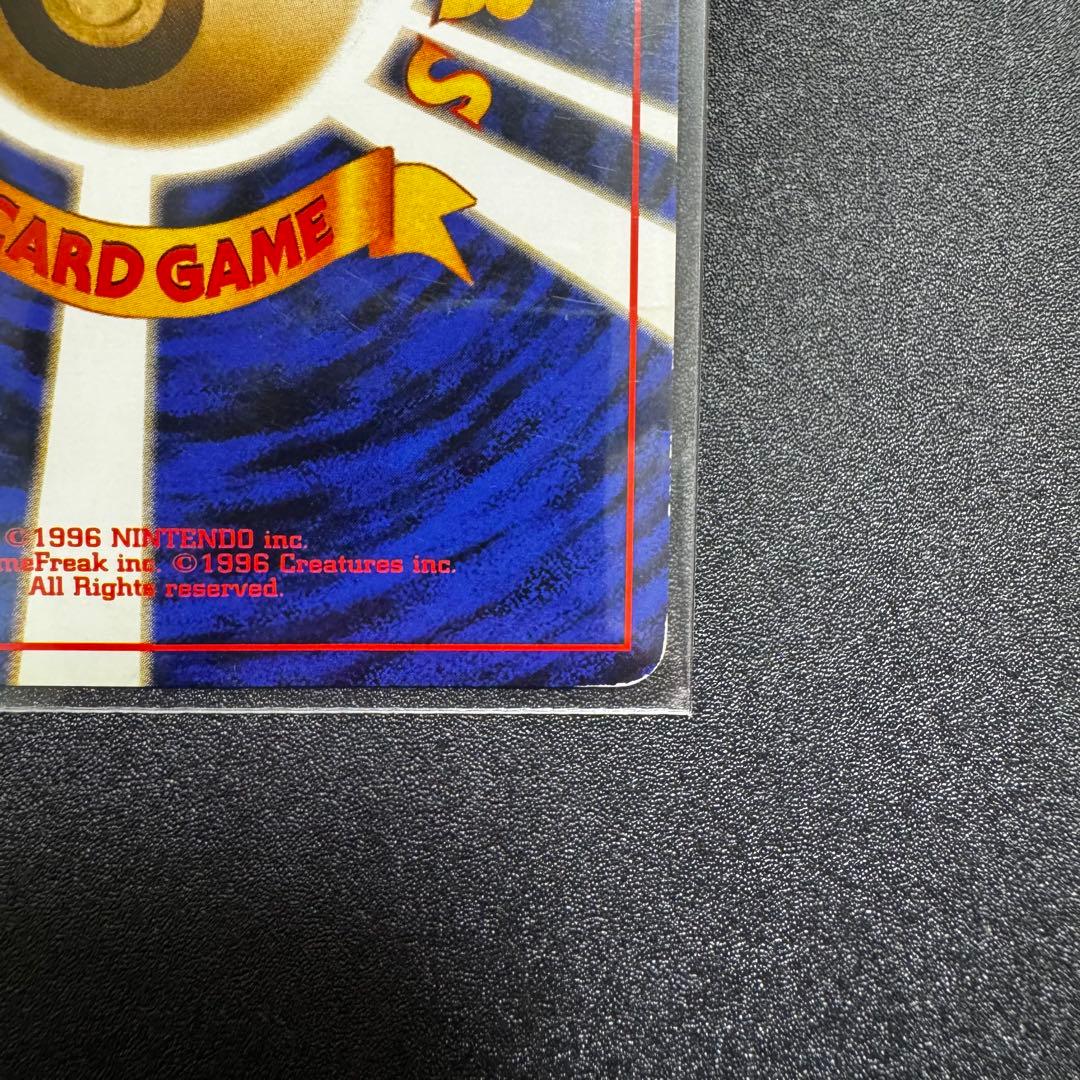 S
CARD GAME
©1996 NINTENDO inc.
meFreak inc. ©1996 Creatures inc.
All Rights reserved.